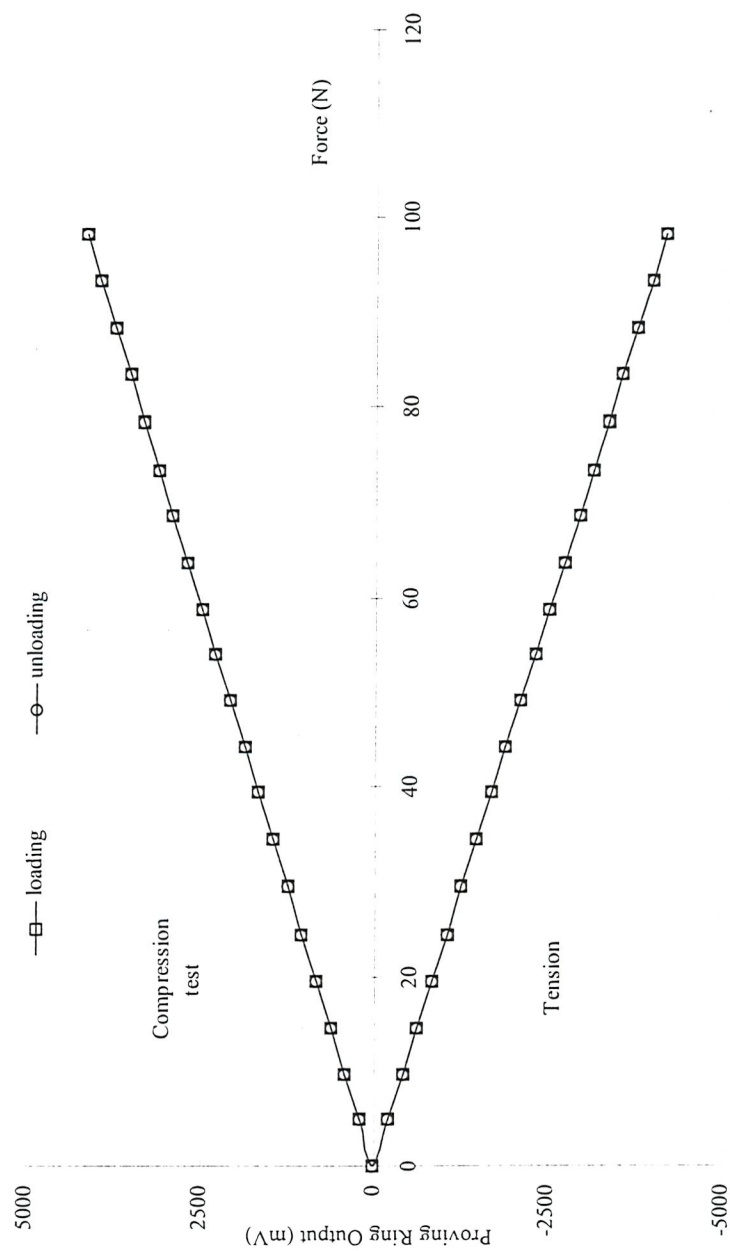 loading
unloading
5000
2500
0
-2500
-5000
Proving Ring Output (mV)
Compression
test
Tension
Force (N)
0
20
40
60
80
100
120